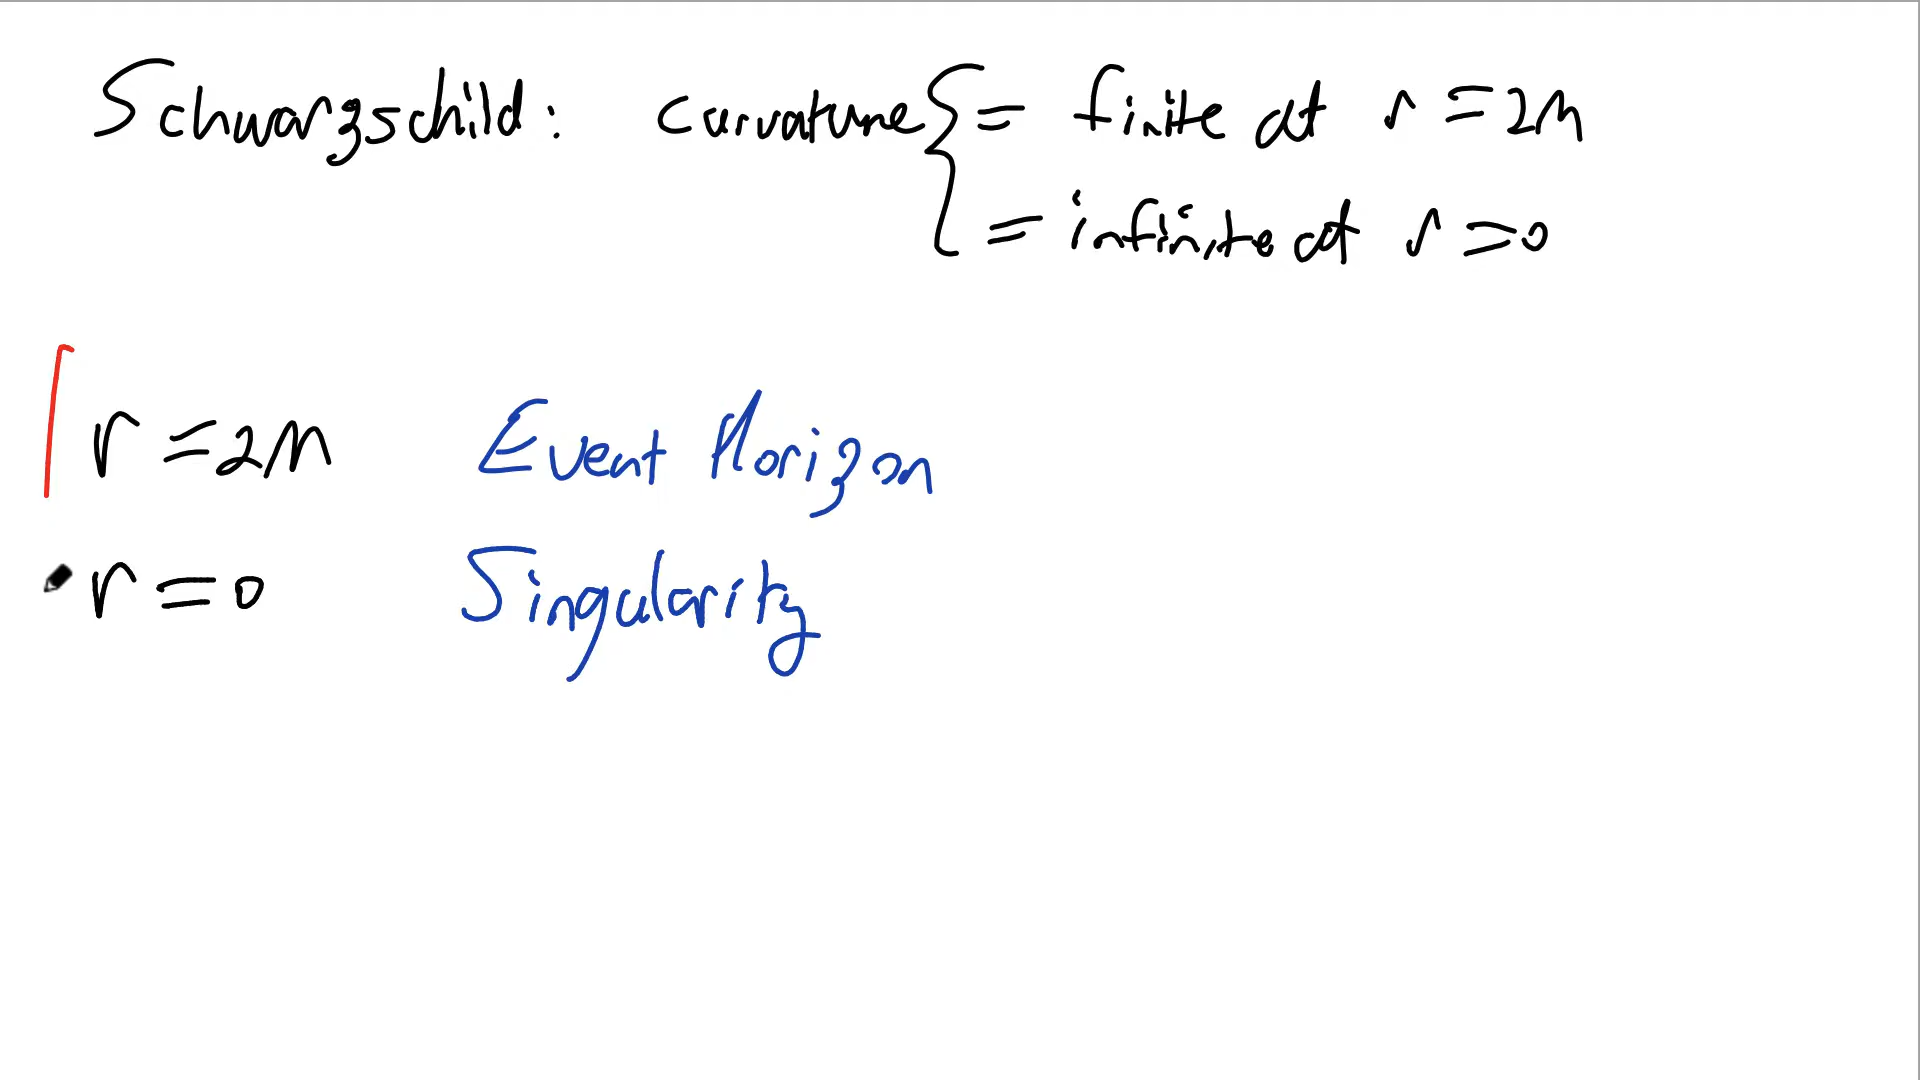 Schwarzschild: curvature { = finite at r = 2M
= infinite at r = 0
r = 2M Event Horizon
r = 0 Singularity